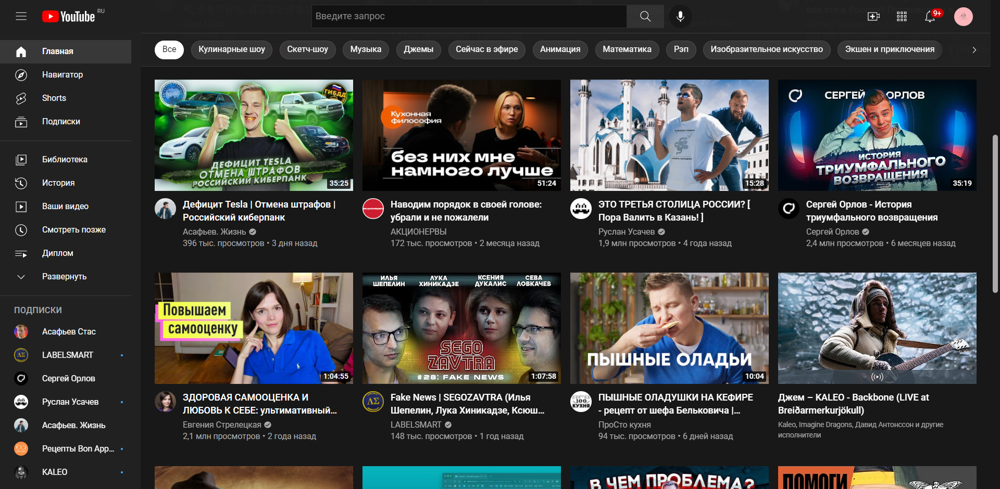 YouTube RU
Введите запрос
9+
Главная
Навигатор
Shorts
Подписки
Библиотека
История
Ваши видео
Смотреть позже
Диплом
Развернуть
ПОДПИСКИ
Асафьев Стас
LABELSMART
Сергей Орлов
Руслан Усачев
Асафьев. Жизнь
Рецепты Bon App...
KALEO
Все Кулинарные шоу Скетч-шоу Музыка Джемы Сейчас в эфире Анимация Математика Рэп Изобразительное искусство Экшен и приключения
ГИБДД
ДЕФИЦИТ TESLA
ОТМЕНА ШТРАФОВ
РОССИЙСКИЙ КИБЕРПАНК
35:25
Дефицит Tesla | Отмена штрафов |
Российский киберпанк
Асафьев. Жизнь
396 тыс. просмотров • 3 дня назад
Кухонная
философия
без них мне
намного лучше
51:24
Наводим порядок в своей голове:
убрали и не пожалели
АКЦИОНЕРВЫ
172 тыс. просмотров • 2 месяца назад
15:28
ЭТО ТРЕТЬЯ СТОЛИЦА РОССИИ? [
Пора Валить в Казань! ]
Руслан Усачев
1,9 млн просмотров • 4 года назад
СЕРГЕЙ ОРЛОВ
ИСТОРИЯ
ТРИУМФАЛЬНОГО
ВОЗВРАЩЕНИЯ
35:19
Сергей Орлов - История
триумфального возвращения
Сергей Орлов
2,4 млн просмотров • 6 месяцев назад
Повышаем
самооценку
1:04:55
ЗДОРОВАЯ САМООЦЕНКА И
ЛЮБОВЬ К СЕБЕ: ультимативный...
Евгения Стрелецкая
2,1 млн просмотров • 2 года назад
ИЛЬЯ ШЕПЕЛИН
ЛУКА ХИНИКАДЗЕ
КСЕНИЯ ДУКАЛИС
СЕВА ЛОВКАЧЕВ
SEGO
ZAVTRA
#28: FAKE NEWS
1:07:58
ΛΣ
Fake News | SEGOZAVTRA (Илья
Шепелин, Лука Хиникадзе, Ксюш...
LABELSMART
148 тыс. просмотров • 1 год назад
ПЫШНЫЕ ОЛАДЬИ
10:04
ПРО
100
КУХНЯ
ПЫШНЫЕ ОЛАДУШКИ НА КЕФИРЕ
- рецепт от шефа Бельковича |...
ПроСто кухня
94 тыс. просмотров • 6 дней назад
Джем – KALEO - Backbone (LIVE at
Breiðarmerkurjökull)
Kaleo, Imagine Dragons, Давид Антонссон и другие
исполнители
В ЧЕМ ПРОБЛЕМА?
ПОМОГИ